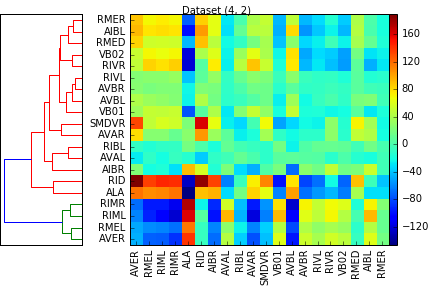 Dataset (4, 2)
RMER
AIBL
RMED
VB02
RIVR
RIVL
AVBR
AVBL
VB01
SMDVR
AVAR
RIBL
AVAL
AIBR
RID
ALA
RIMR
RIML
RMEL
AVER
160
120
80
40
0
−40
−80
−120
AVER
RMEL
RIML
RIMR
ALA
RID
AIBR
AVAL
RIBL
AVAR
SMDVR
VB01
AVBL
AVBR
RIVL
RIVR
VB02
RMED
AIBL
RMER